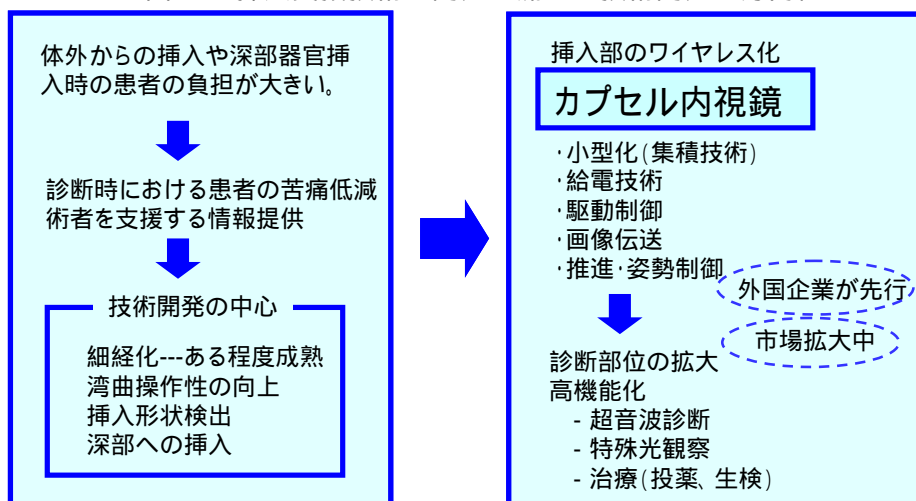 体外からの挿入や深部器官挿
入時の患者の負担が大きい。
診断時における患者の苦痛低減
術者を支援する情報提供
技術開発の中心
細経化---ある程度成熟
湾曲操作性の向上
挿入形状検出
深部への挿入
挿入部のワイヤレス化
カプセル内視鏡
・小型化(集積技術)
・給電技術
・駆動制御
・画像伝送
・推進・姿勢制御
外国企業が先行
市場拡大中
診断部位の拡大
高機能化
- 超音波診断
- 特殊光観察
- 治療(投薬、生検)